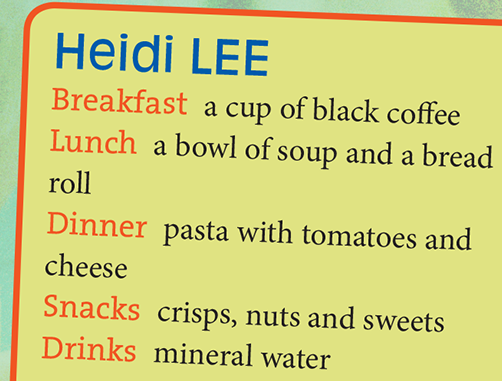 Heidi LEE
Breakfast a cup of black coffee
Lunch a bowl of soup and a bread
roll
Dinner pasta with tomatoes and
cheese
Snacks crisps, nuts and sweets
Drinks mineral water